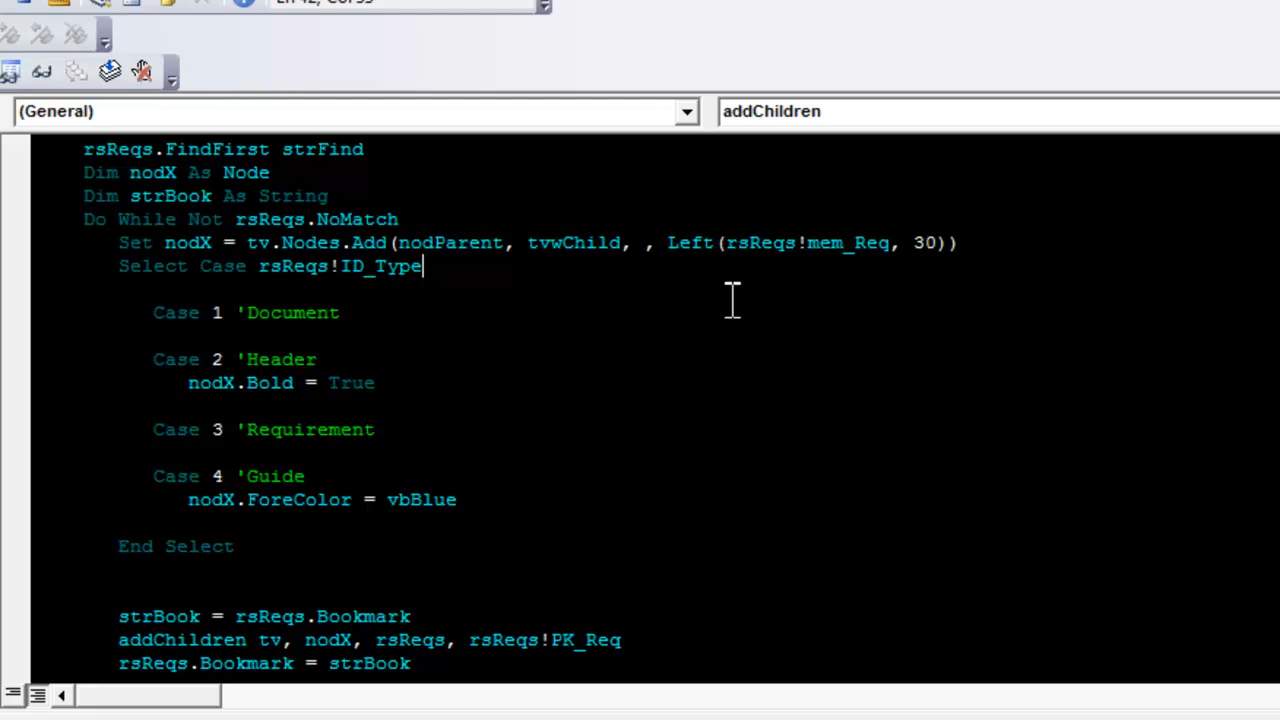 (General)
addChildren
rsReqs.FindFirst strFind
Dim nodX As Node
Dim strBook As String
Do While Not rsReqs.NoMatch
Set nodX = tv.Nodes.Add(nodParent, tvwChild, , Left(rsReqs!mem_Req, 30))
Select Case rsReqs!ID_Type
Case 1 'Document
Case 2 'Header
nodX.Bold = True
Case 3 'Requirement
Case 4 'Guide
nodX.ForeColor = vbBlue
End Select
strBook = rsReqs.Bookmark
addChildren tv, nodX, rsReqs, rsReqs!PK_Req
rsReqs.Bookmark = strBook